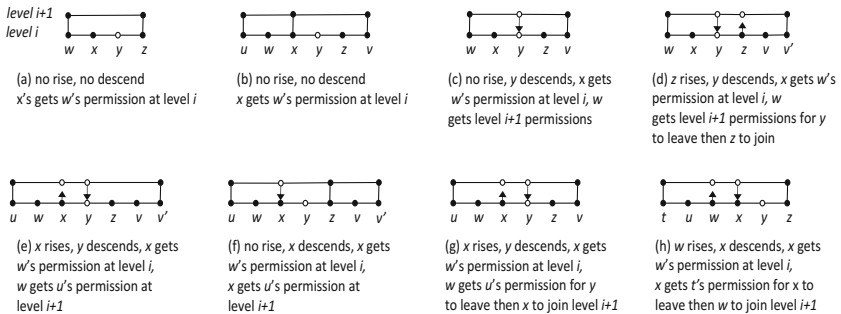 level i+1
level i
w x y z
u w x y z v
w x y z v
w x y z v v'
(a) no rise, no descend
x's gets w's permission at level i
(b) no rise, no descend
x gets w's permission at level i
(c) no rise, y descends, x gets
w's permission at level i, w
gets level i+1 permissions
(d) z rises, y descends, x gets w's
permission at level i, w
gets level i+1 permissions for y
to leave then z to join
u w x y z v v'
u w x y z v v'
u w x y z v
t u w x y z
(e) x rises, y descends, x gets
w's permission at level i,
w gets u's permission at
level i+1
(f) no rise, x descends, x gets
w's permission at level i,
x gets u's permission at
level i+1
(g) x rises, y descends, x gets
w's permission at level i,
w gets u's permission for y
to leave then x to join level i+1
(h) w rises, x descends, x gets
w's permission at level i,
x gets t's permission for x to
leave then w to join level i+1